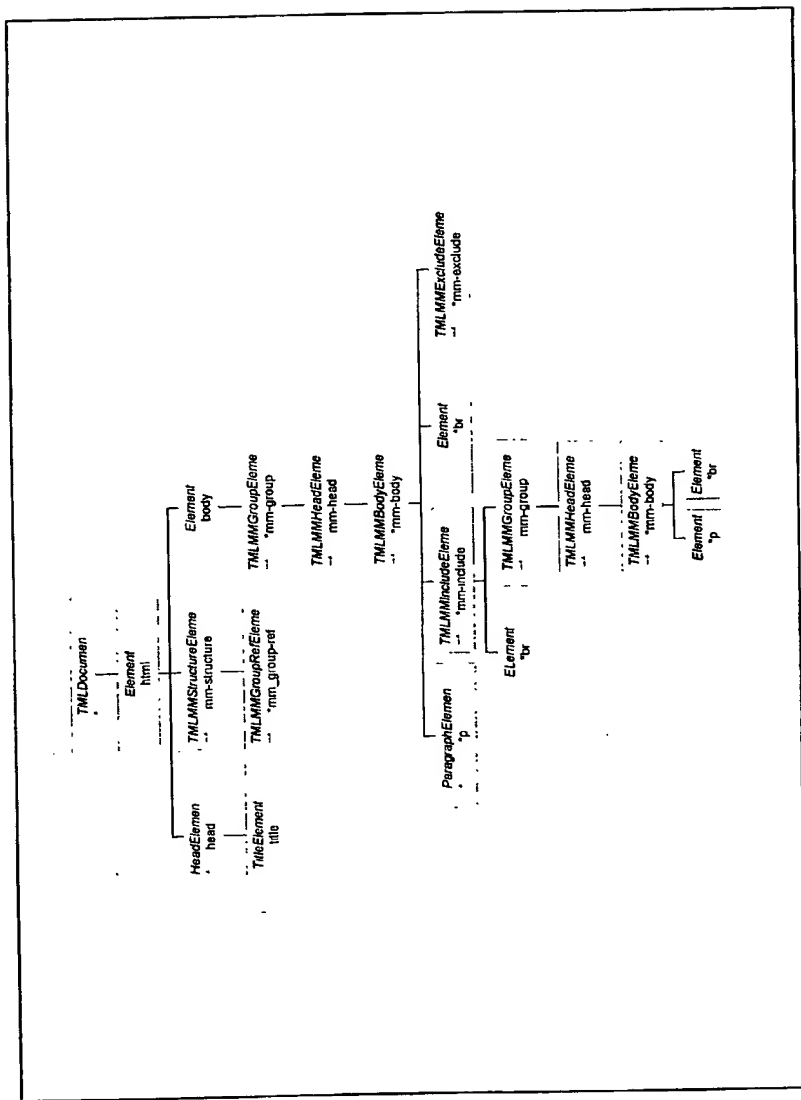 TMLDocumen
Element
html
HeadElemen
head
TMLMMStructureEleme
mm-structure
Element
body
TitleElement
title
TMLMMGroupRefEleme
*mm_group-ref
TMLMMGroupEleme
*mm-group
TMLMMHeadEleme
mm-head
TMLMMBodyEleme
*mm-body
ParagraphElemen
*p
TMLMMIncludeEleme
*mm-include
Element
*br
TMLMMExcludeEleme
*mm-exclude
ELement
*br
TMLMMGroupEleme
mm-group
TMLMMHeadEleme
mm-head
TMLMMBodyEleme
*mm-body
Element
*p
Element
*br